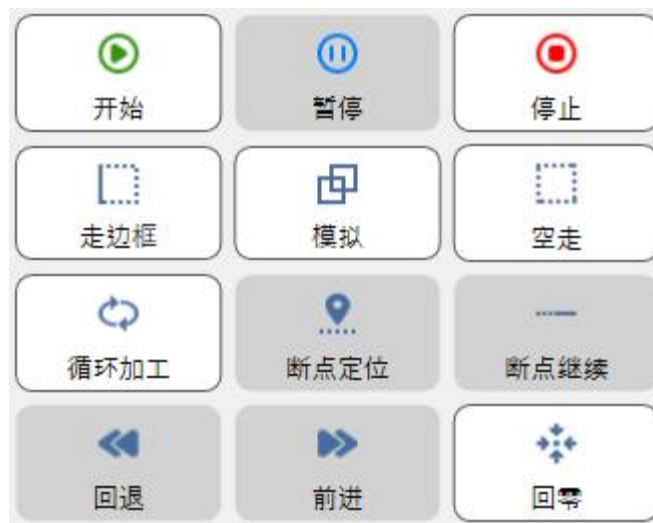 开始
暂停
停止
走边框
模拟
空走
循环加工
断点定位
断点继续
回退
前进
回零